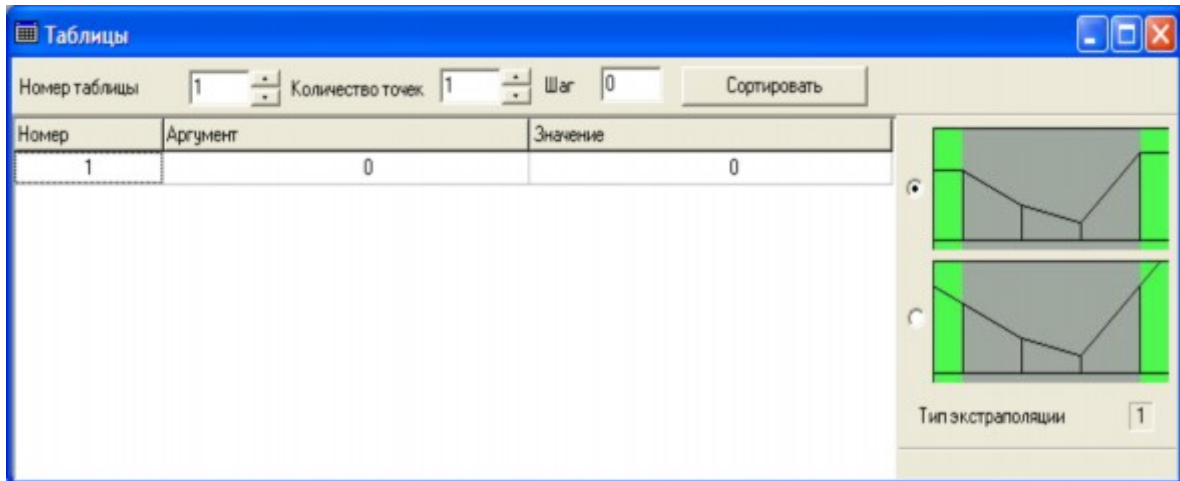 Таблицы
Номер таблицы 1 Количество точек 1 Шаг 0 Сортировать
Номер Аргумент Значение
1 0 0
Тип экстраполяции 1